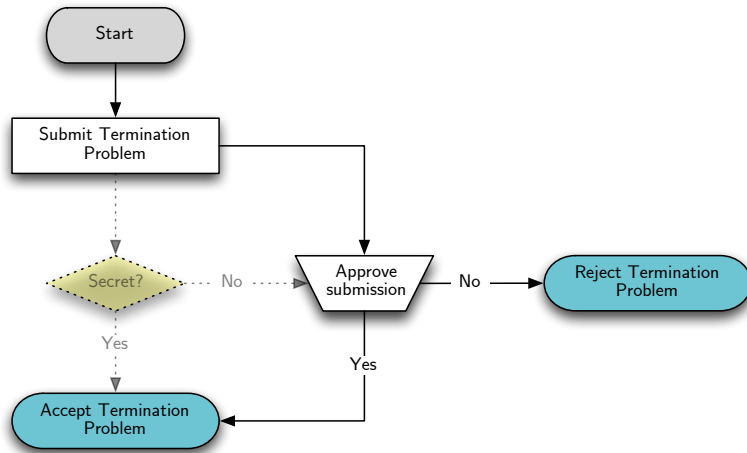 Start
Submit Termination
Problem
Secret?
No
Approve
submission
No
Reject Termination
Problem
Yes
Yes
Accept Termination
Problem